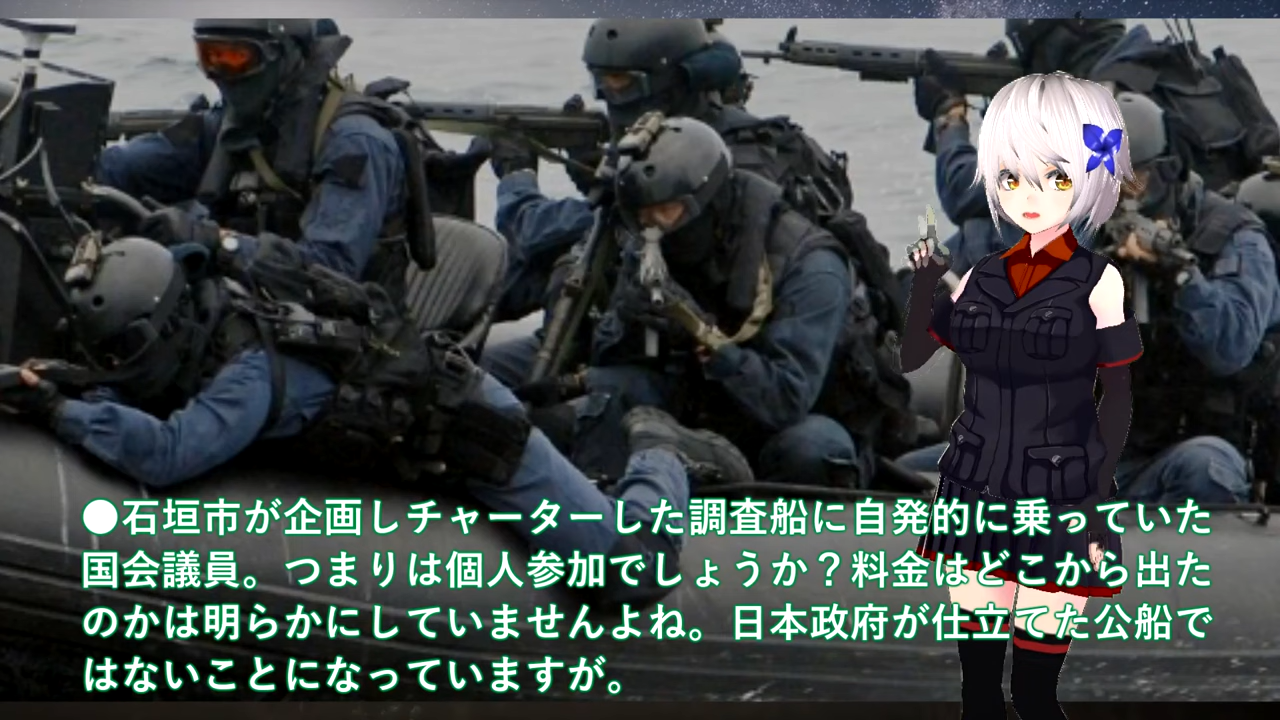 ●石垣市が企画しチャーターした調査船に自発的に乗っていた
国会議員。つまりは個人参加でしょうか？料金はどこから出た
のかは明らかにしていませんよね。日本政府が仕立てた公船で
はないことになっていますが。